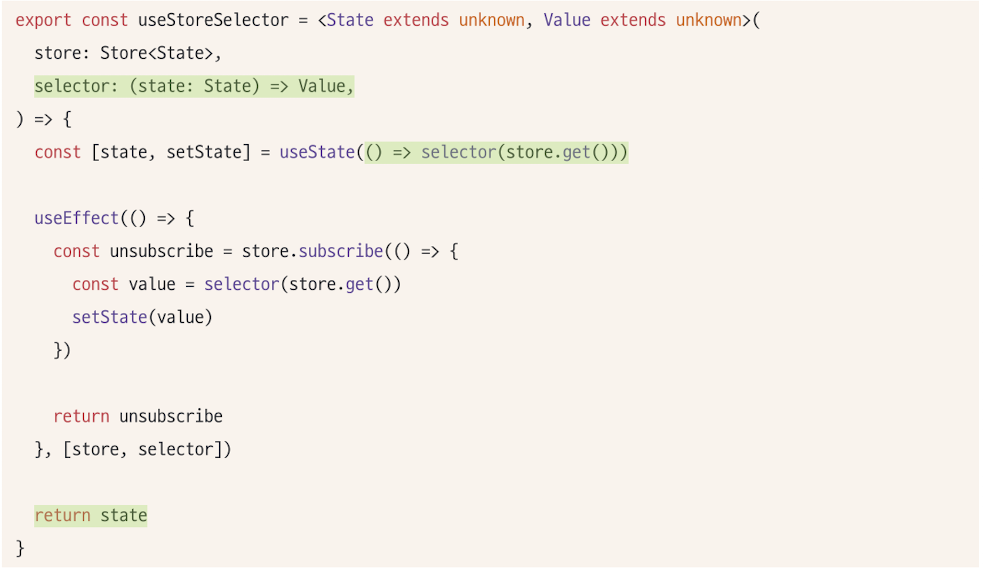 export const useStoreSelector = <State extends unknown, Value extends unknown>(
  store: Store<State>,
  selector: (state: State) => Value,
) => {
  const [state, setState] = useState(() => selector(store.get()))

  useEffect(() => {
    const unsubscribe = store.subscribe(() => {
      const value = selector(store.get())
      setState(value)
    })

    return unsubscribe
  }, [store, selector])

  return state
}